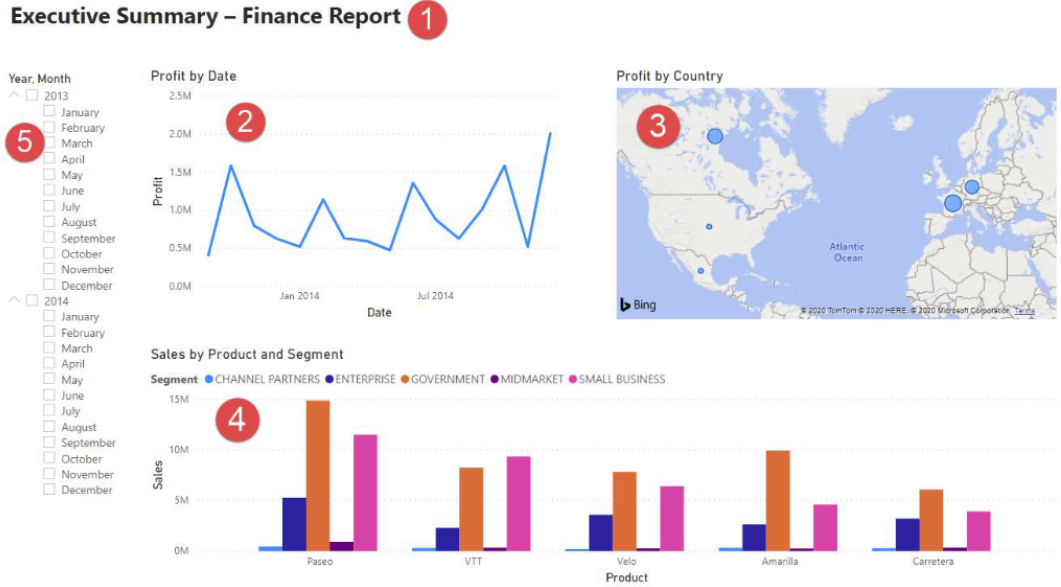 Executive Summary – Finance Report
1
Year, Month
2013
January
February
March
April
May
June
July
August
September
October
November
December
2014
January
February
March
April
May
June
July
August
September
October
November
December
5
Profit by Date
2
2.5M
2.0M
1.5M
1.0M
0.5M
0.0M
Profit
Jan 2014
Jul 2014
Date
Profit by Country
3
Atlantic
Ocean
Bing
© 2020 TomTom © 2020 HERE, © 2020 Microsoft Corporation Terms
Sales by Product and Segment
Segment CHANNEL PARTNERS ENTERPRISE GOVERNMENT MIDMARKET SMALL BUSINESS
4
15M
10M
5M
0M
Sales
Paseo
VTT
Velo
Amarilla
Carretera
Product